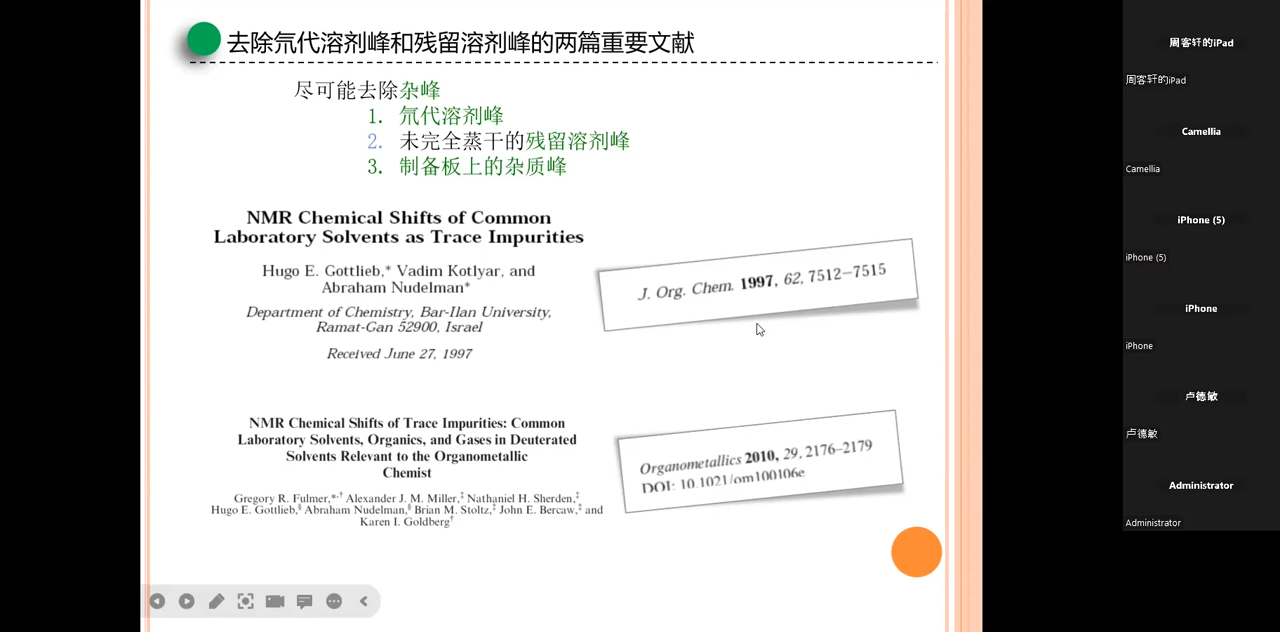 去除氘代溶剂峰和残留溶剂峰的两篇重要文献
尽可能去除杂峰
1. 氘代溶剂峰
2. 未完全蒸干的残留溶剂峰
3. 制备板上的杂质峰
NMR Chemical Shifts of Common
Laboratory Solvents as Trace Impurities
Hugo E. Gottlieb,* Vadim Kotlyar, and
Abraham Nudelman*
Department of Chemistry, Bar-Ilan University,
Ramat-Gan 52900, Israel
Received June 27, 1997
J. Org. Chem. 1997, 62, 7512–7515
NMR Chemical Shifts of Trace Impurities: Common
Laboratory Solvents, Organics, and Gases in Deuterated
Solvents Relevant to the Organometallic
Chemist
Gregory R. Fulmer,*,† Alexander J. M. Miller,‡ Nathaniel H. Sherden,‡
Hugo E. Gottlieb,§ Abraham Nudelman,§ Brian M. Stoltz,‡ John E. Bercaw,‡ and
Karen I. Goldberg†
Organometallics 2010, 29, 2176–2179
DOI: 10.1021/om100106e
周客轩的iPad
周客轩的iPad
Camellia
Camellia
iPhone (5)
iPhone (5)
iPhone
iPhone
卢德敏
卢德敏
Administrator
Administrator